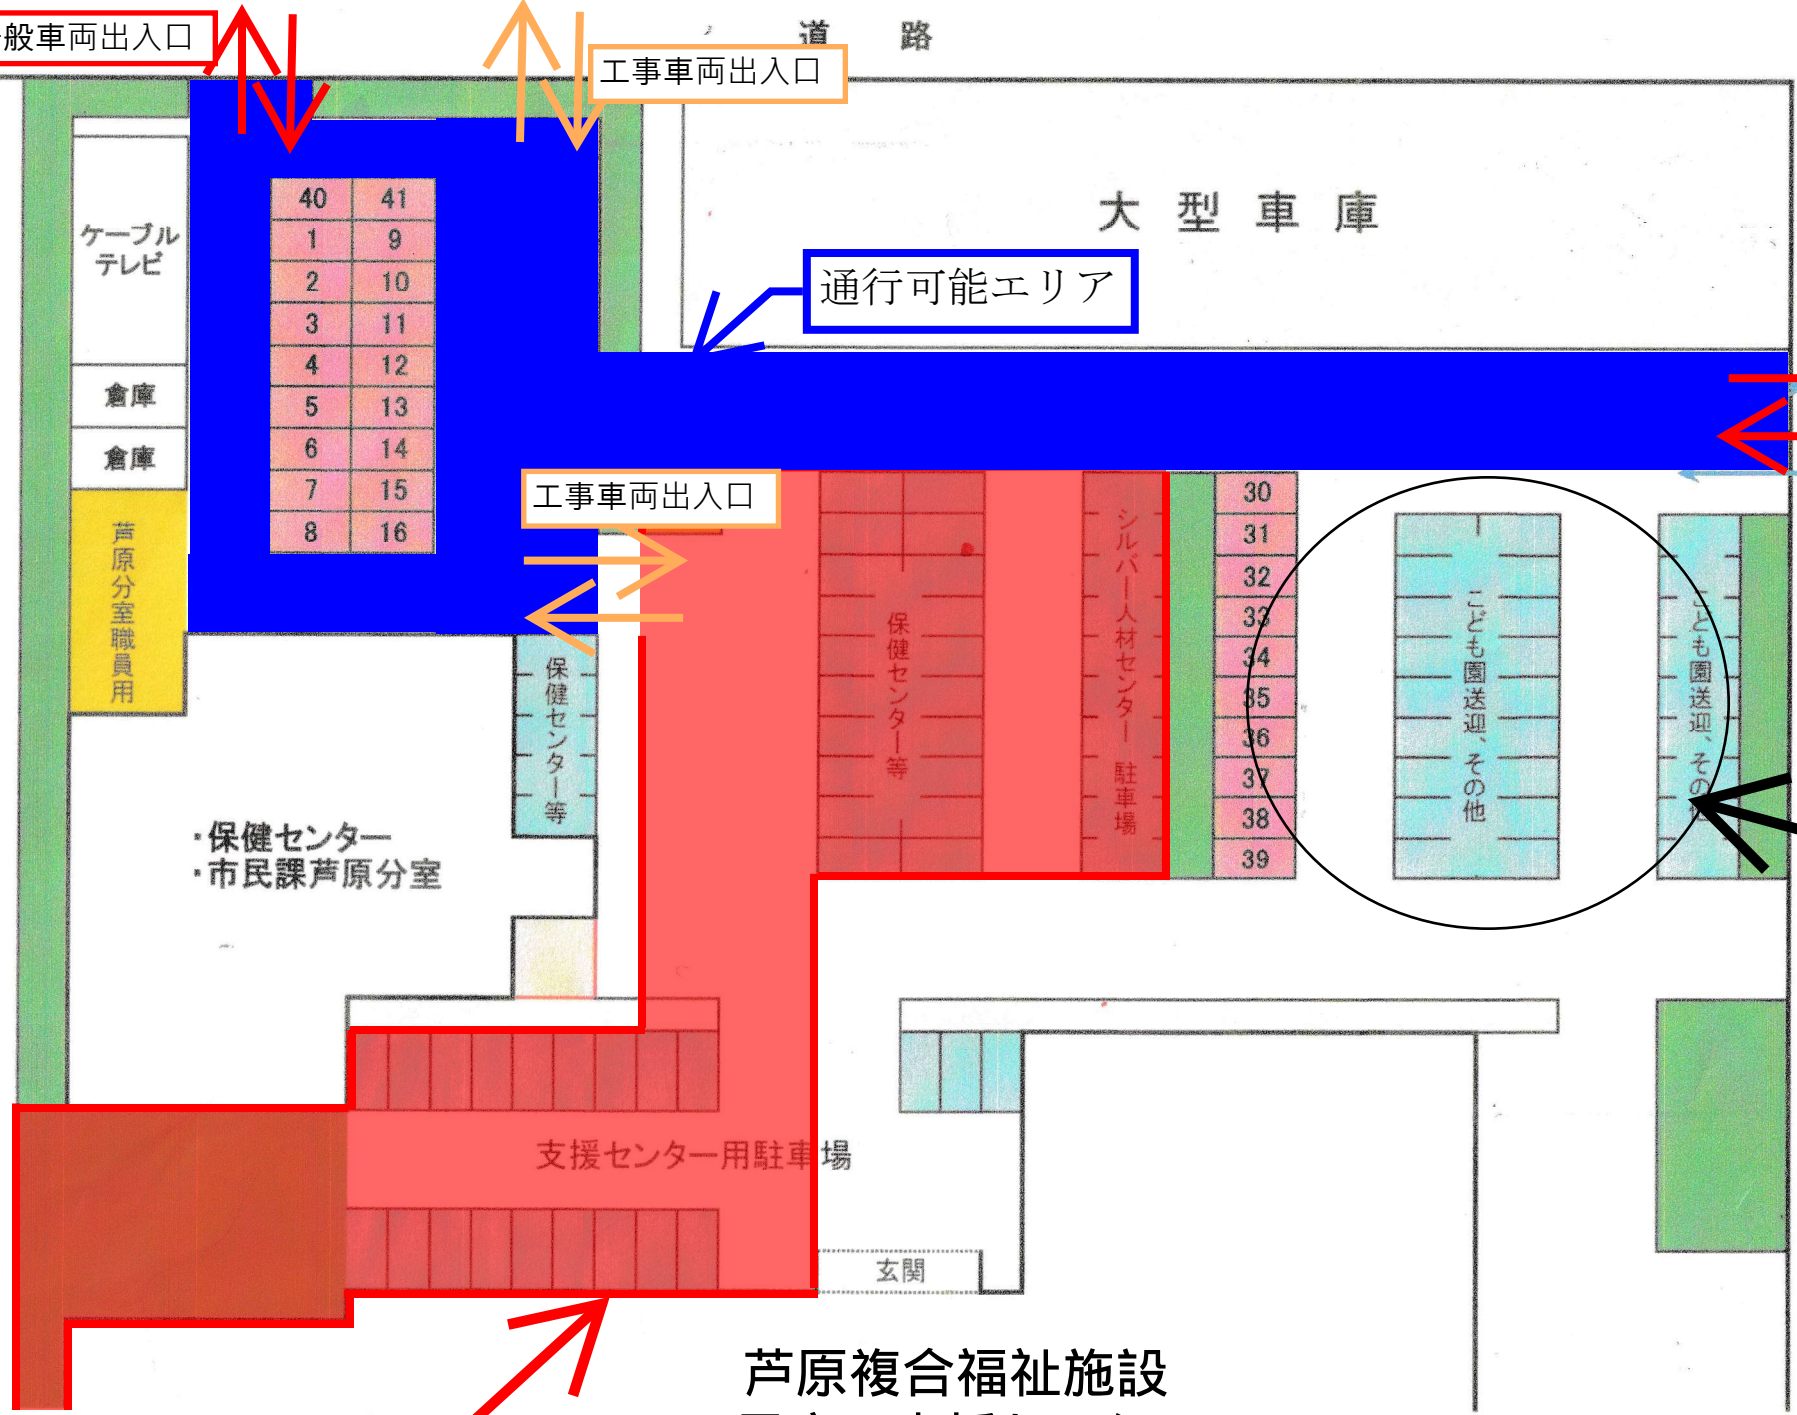 般車両出入口
道 路
工事車両出入口
大型車庫
ケーブル
テレビ
通行可能エリア
40 41
1 9
2 10
3 11
4 12
5 13
6 14
7 15
8 16
倉庫
倉庫
芦原分室職員用
工事車両出入口
保健センター等
保健センター等
シルバー人材センター 駐車場
30
31
32
33
34
35
36
37
38
39
こども園送迎、その他
こども園送迎、その他
・保健センター
・市民課芦原分室
支援センター用駐車場
玄関
芦原複合福祉施設